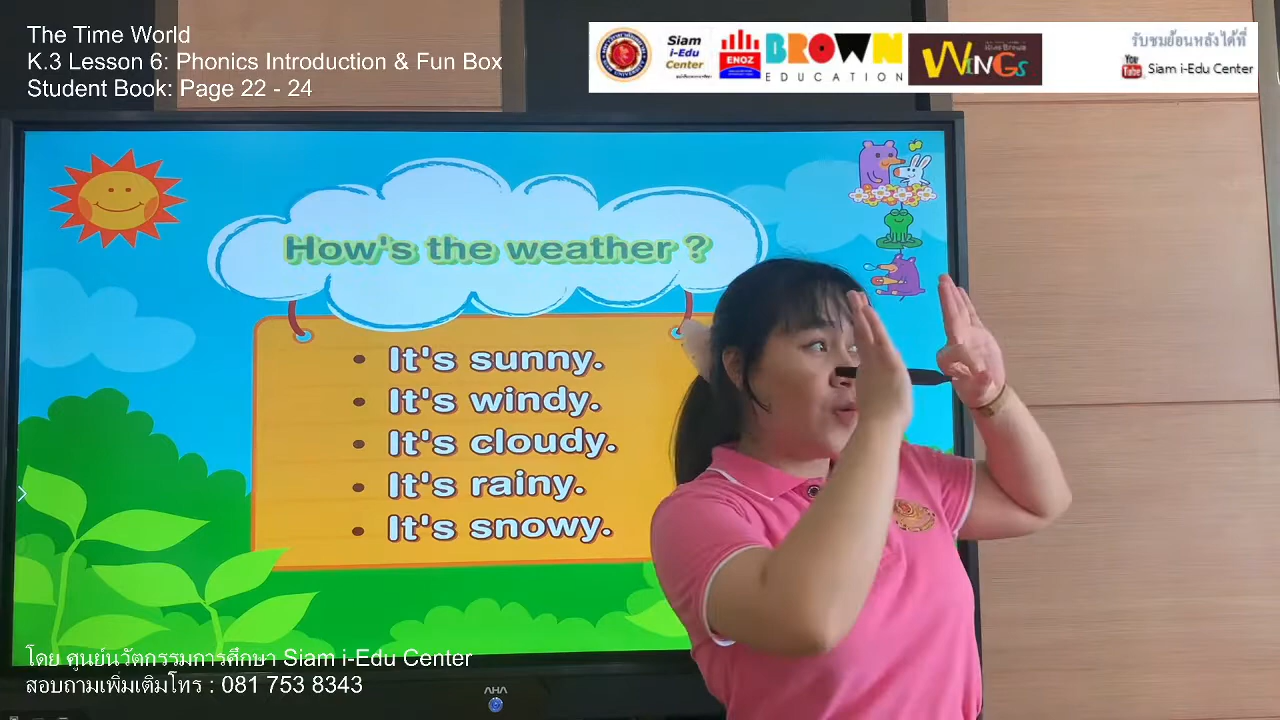 The Time World
K.3 Lesson 6: Phonics Introduction & Fun Box
Student Book: Page 22 - 24
Siam
i-Edu
Center
ENOZ
BROWN
EDUCATION
WINGS
รับชมย้อนหลังได้ที่
You
Tube
Siam i-Edu Center
How's the weather ?
• It's sunny.
• It's windy.
• It's cloudy.
• It's rainy.
• It's snowy.
โดย ศูนย์นวัตกรรมการศึกษา Siam i-Edu Center
สอบถามเพิ่มเติมโทร : 081 753 8343
AHA